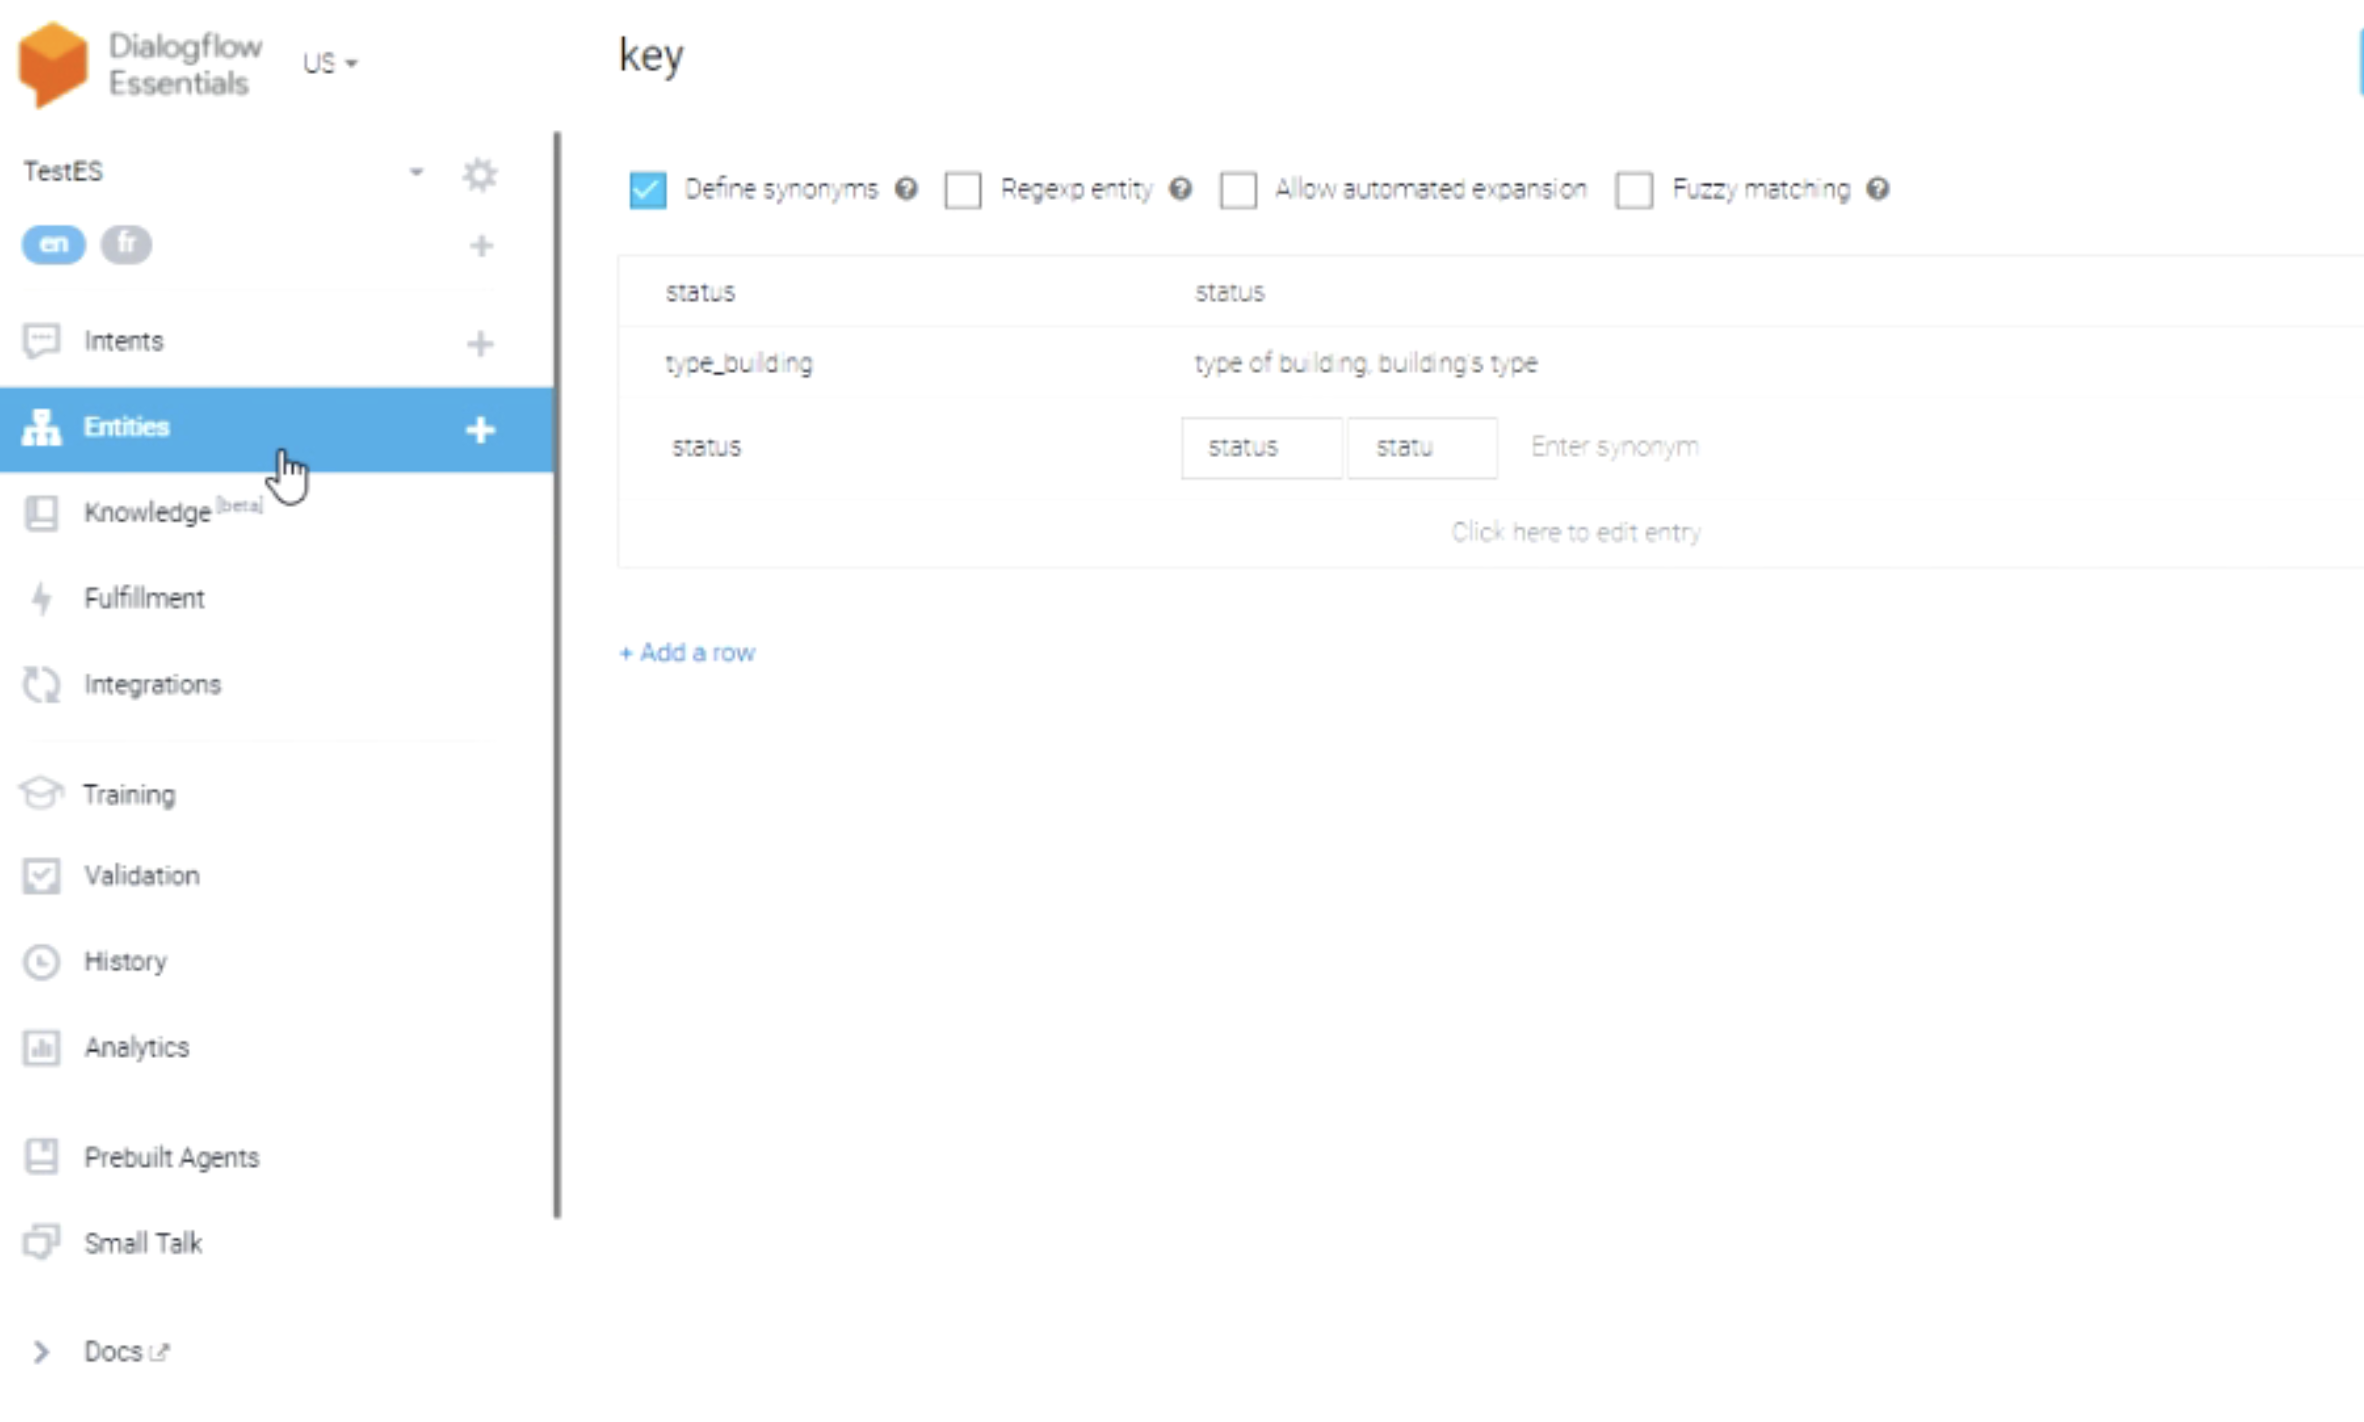 Dialogflow
Essentials
US
key
TestES
Define synonyms
Regexp entity
Allow automated expansion
Fuzzy matching
en
fr
status
status
Intents
type_building
type of building, building's type
Entities
status
status
statu
Enter synonym
Knowledge [beta]
Click here to edit entry
Fulfillment
+ Add a row
Integrations
Training
Validation
History
Analytics
Prebuilt Agents
Small Talk
Docs